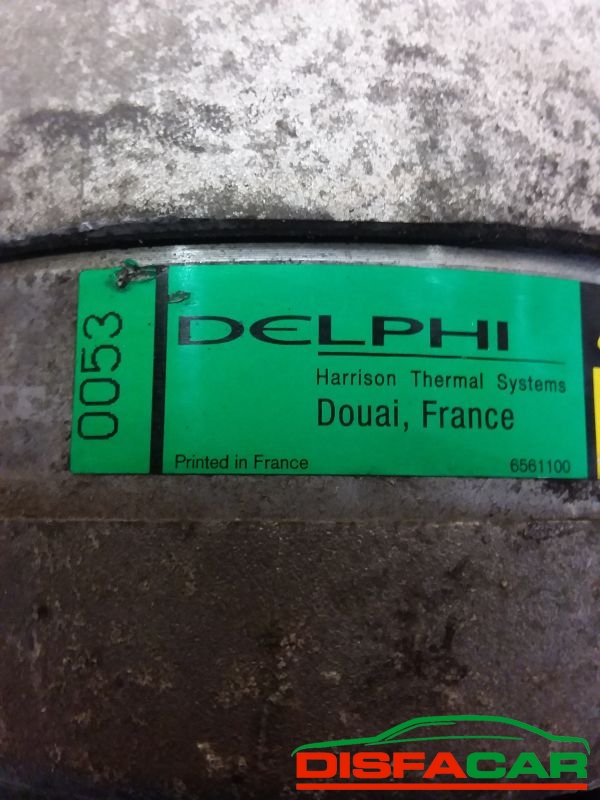 0053
DELPHI
Harrison Thermal Systems
Douai, France
Printed in France 6561100
DISFACAR